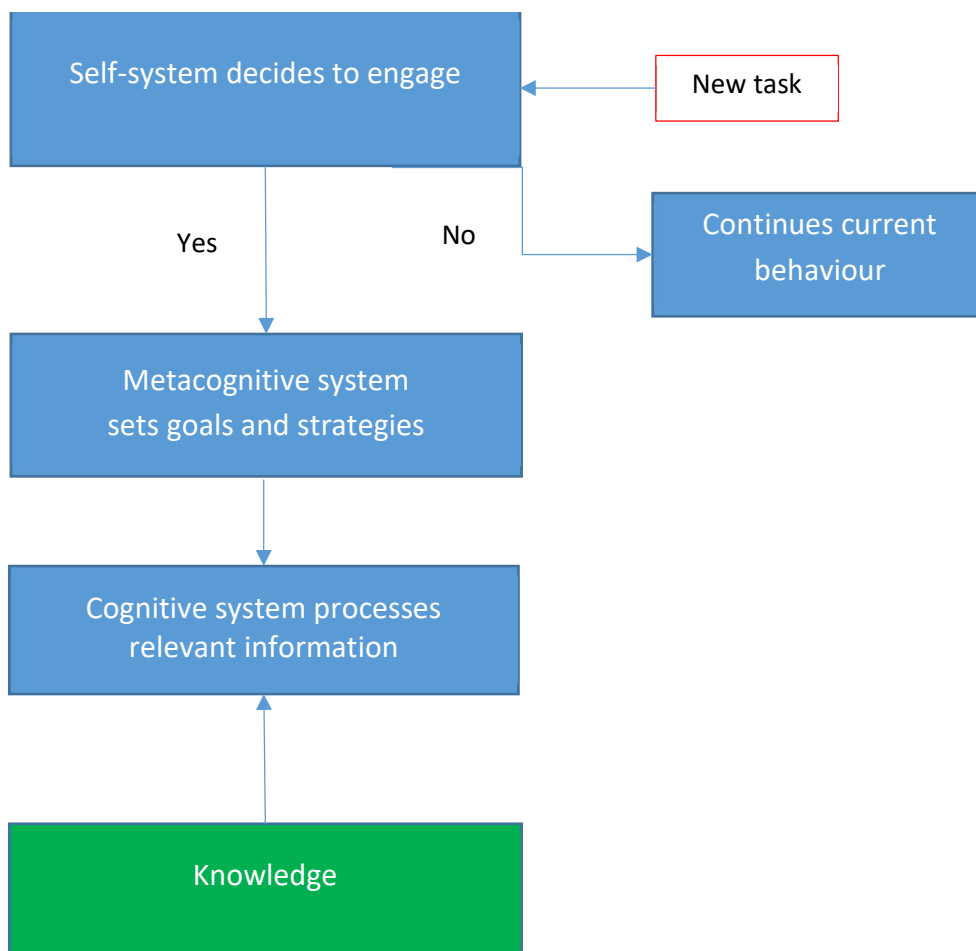 Self-system decides to engage
New task
Yes
No
Continues current
behaviour
Metacognitive system
sets goals and strategies
Cognitive system processes
relevant information
Knowledge